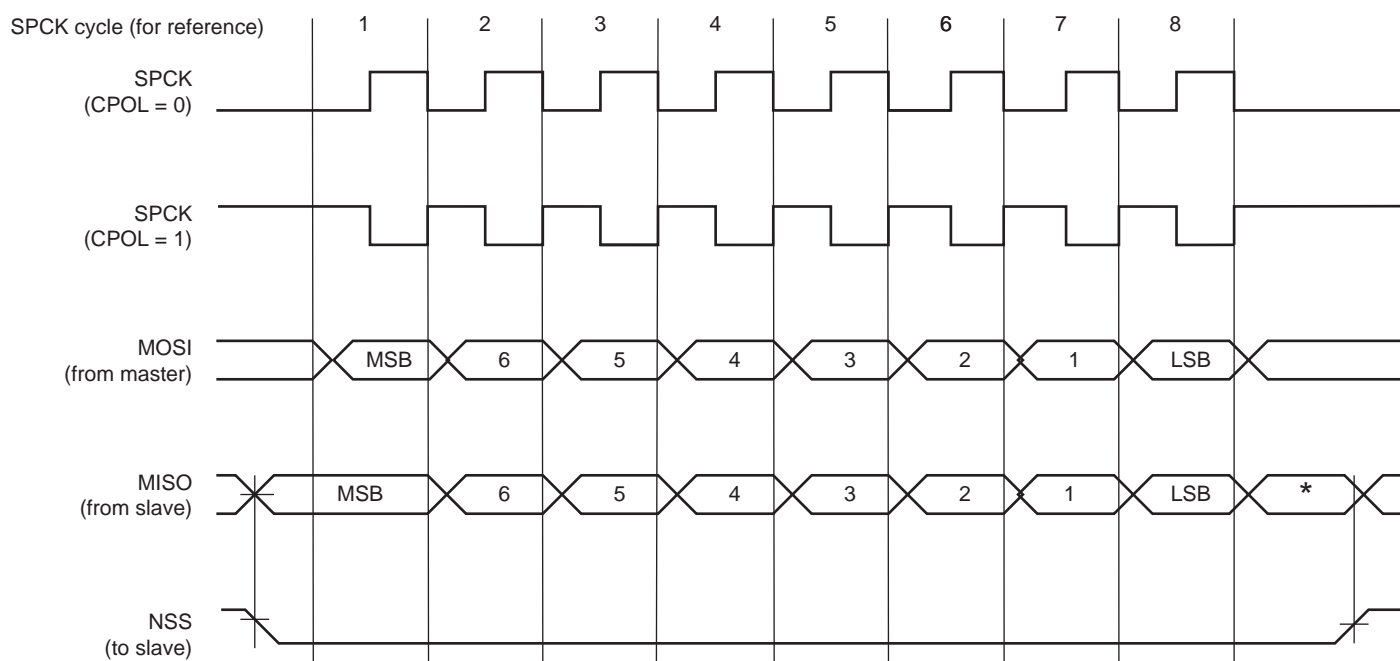 SPCK cycle (for reference) 1 2 3 4 5 6 7 8
SPCK
(CPOL = 0)
SPCK
(CPOL = 1)
MOSI
(from master)
MSB 6 5 4 3 2 1 LSB
MISO
(from slave)
MSB 6 5 4 3 2 1 LSB *
NSS
(to slave)